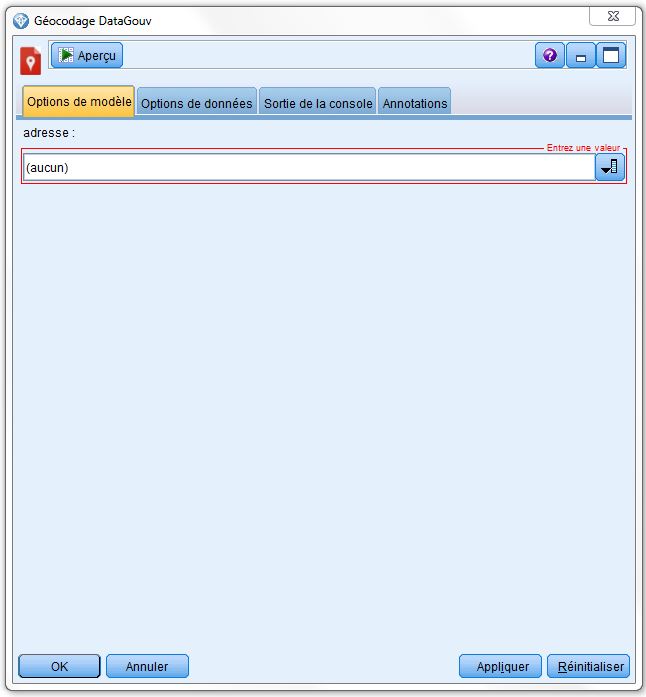 Géocodage DataGouv
Aperçu
Options de modèle
Options de données
Sortie de la console
Annotations
adresse :
Entrez une valeur
(aucun)
OK
Annuler
Appliquer
Réinitialiser